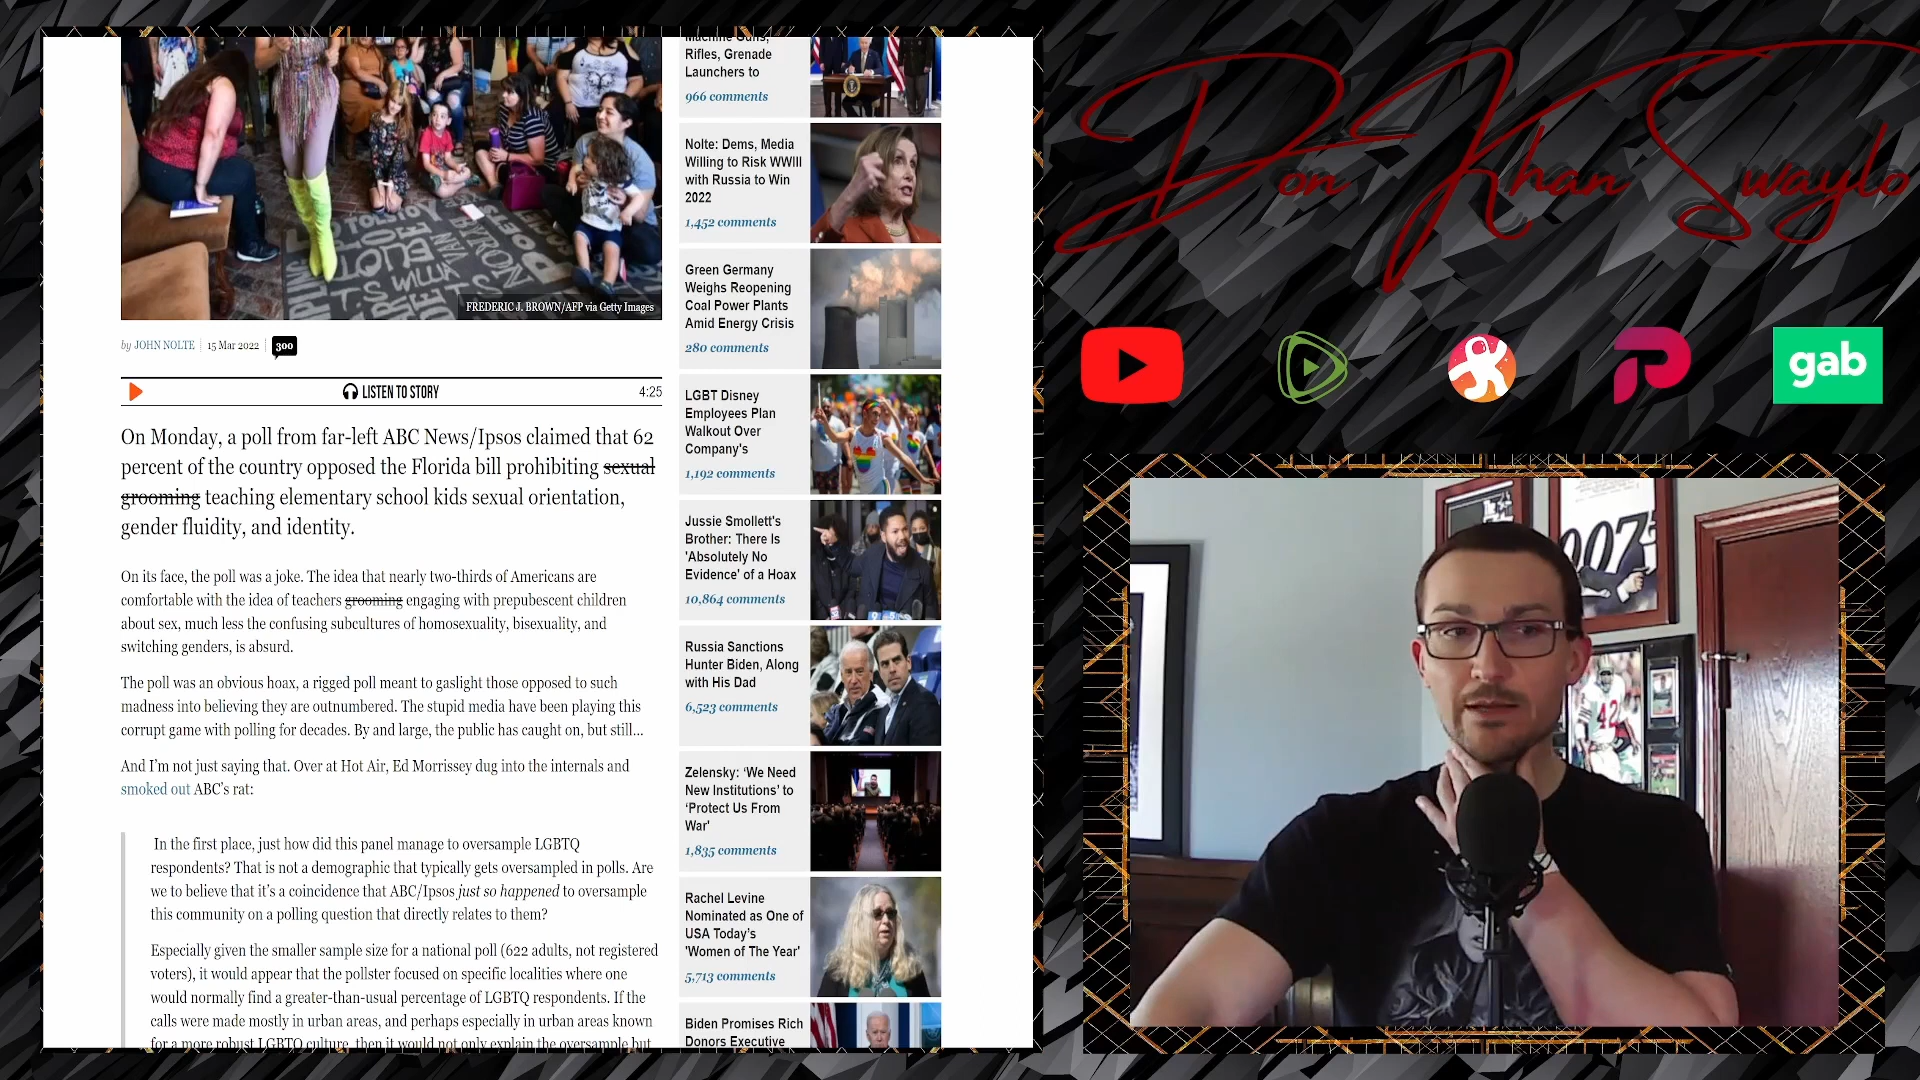 FREDERIC J. BROWN/AFP via Getty Images
by JOHN NOLTE 15 Mar 2022 300
LISTEN TO STORY 4:25
On Monday, a poll from far-left ABC News/Ipsos claimed that 62
percent of the country opposed the Florida bill prohibiting sexual
grooming teaching elementary school kids sexual orientation,
gender fluidity, and identity.
On its face, the poll was a joke. The idea that nearly two-thirds of Americans are
comfortable with the idea of teachers grooming engaging with prepubescent children
about sex, much less the confusing subcultures of homosexuality, bisexuality, and
switching genders, is absurd.
The poll was an obvious hoax, a rigged poll meant to gaslight those opposed to such
madness into believing they are outnumbered. The stupid media have been playing this
corrupt game with polling for decades. By and large, the public has caught on, but still...
And I'm not just saying that. Over at Hot Air, Ed Morrissey dug into the internals and
smoked out ABC's rat:
In the first place, just how did this panel manage to oversample LGBTQ
respondents? That is not a demographic that typically gets oversampled in polls. Are
we to believe that it's a coincidence that ABC/Ipsos just so happened to oversample
this community on a polling question that directly relates to them?
Especially given the smaller sample size for a national poll (622 adults, not registered
voters), it would appear that the pollster focused on specific localities where one
would normally find a greater-than-usual percentage of LGBTQ respondents. If the
calls were made mostly in urban areas, and perhaps especially in urban areas known
for a more robust LGBTQ culture, then it would not only explain the oversample but
Machine Guns,
Rifles, Grenade
Launchers to
966 comments
Nolte: Dems, Media
Willing to Risk WWIII
with Russia to Win
2022
1,452 comments
Green Germany
Weighs Reopening
Coal Power Plants
Amid Energy Crisis
280 comments
LGBT Disney
Employees Plan
Walkout Over
Company's
1,192 comments
Jussie Smollett's
Brother: There Is
'Absolutely No
Evidence' of a Hoax
10,864 comments
Russia Sanctions
Hunter Biden, Along
with His Dad
6,523 comments
Zelensky: ‘We Need
New Institutions’ to
‘Protect Us From
War’
1,835 comments
Rachel Levine
Nominated as One of
USA Today’s
'Women of The Year'
5,713 comments
Biden Promises Rich
Donors Executive
Don Khan Swaylo
gab
007
42